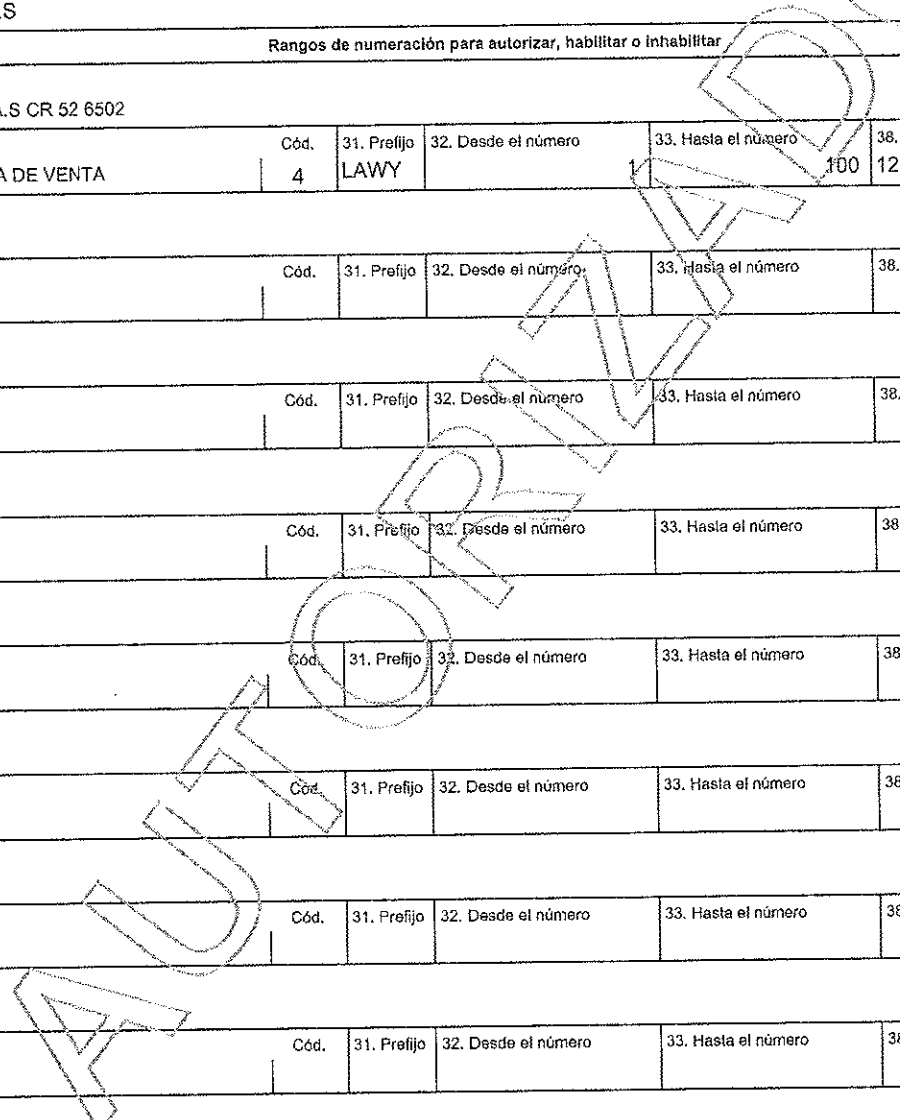 .S
Rangos de numeración para autorizar, habilitar o inhabilitar
A.S CR 52 6502
Cód. 31. Prefijo 32. Desde el número 33. Hasta el número 38.
A DE VENTA 4 LAWY 1 100 12
Cód. 31. Prefijo 32. Desde el número 33. Hasta el número 38.
Cód. 31. Prefijo 32. Desde el número 33. Hasta el número 38.
Cód. 31. Prefijo 32. Desde el número 33. Hasta el número 38
Cód. 31. Prefijo 32. Desde el número 33. Hasta el número 38
Cód. 31. Prefijo 32. Desde el número 33. Hasta el número 38
Cód. 31. Prefijo 32. Desde el número 33. Hasta el número 38
Cód. 31. Prefijo 32. Desde el número 33. Hasta el número 38
AUTORIZAD